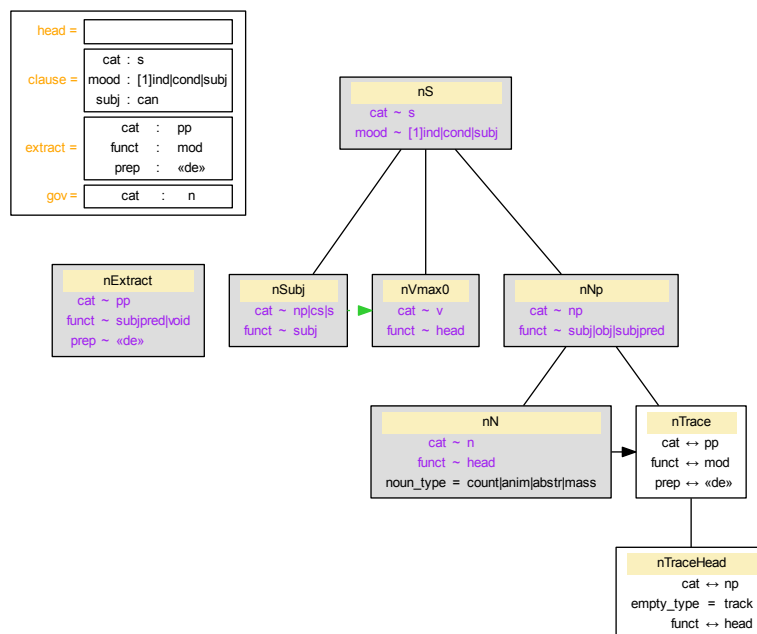 head =
clause =
cat : s
mood : [1]ind|cond|subj
subj : can
extract =
cat : pp
funct : mod
prep : «de»
gov =
cat : n
nS
cat ~ s
mood ~ [1]ind|cond|subj
nExtract
cat ~ pp
funct ~ subjpred|void
prep ~ «de»
nSubj
cat ~ np|cs|s
funct ~ subj
nVmax0
cat ~ v
funct ~ head
nNp
cat ~ np
funct ~ subj|obj|subjpred
nN
cat ~ n
funct ~ head
noun_type = count|anim|abstr|mass
nTrace
cat ↔ pp
funct ↔ mod
prep ↔ «de»
nTraceHead
cat ↔ np
empty_type = track
funct ↔ head